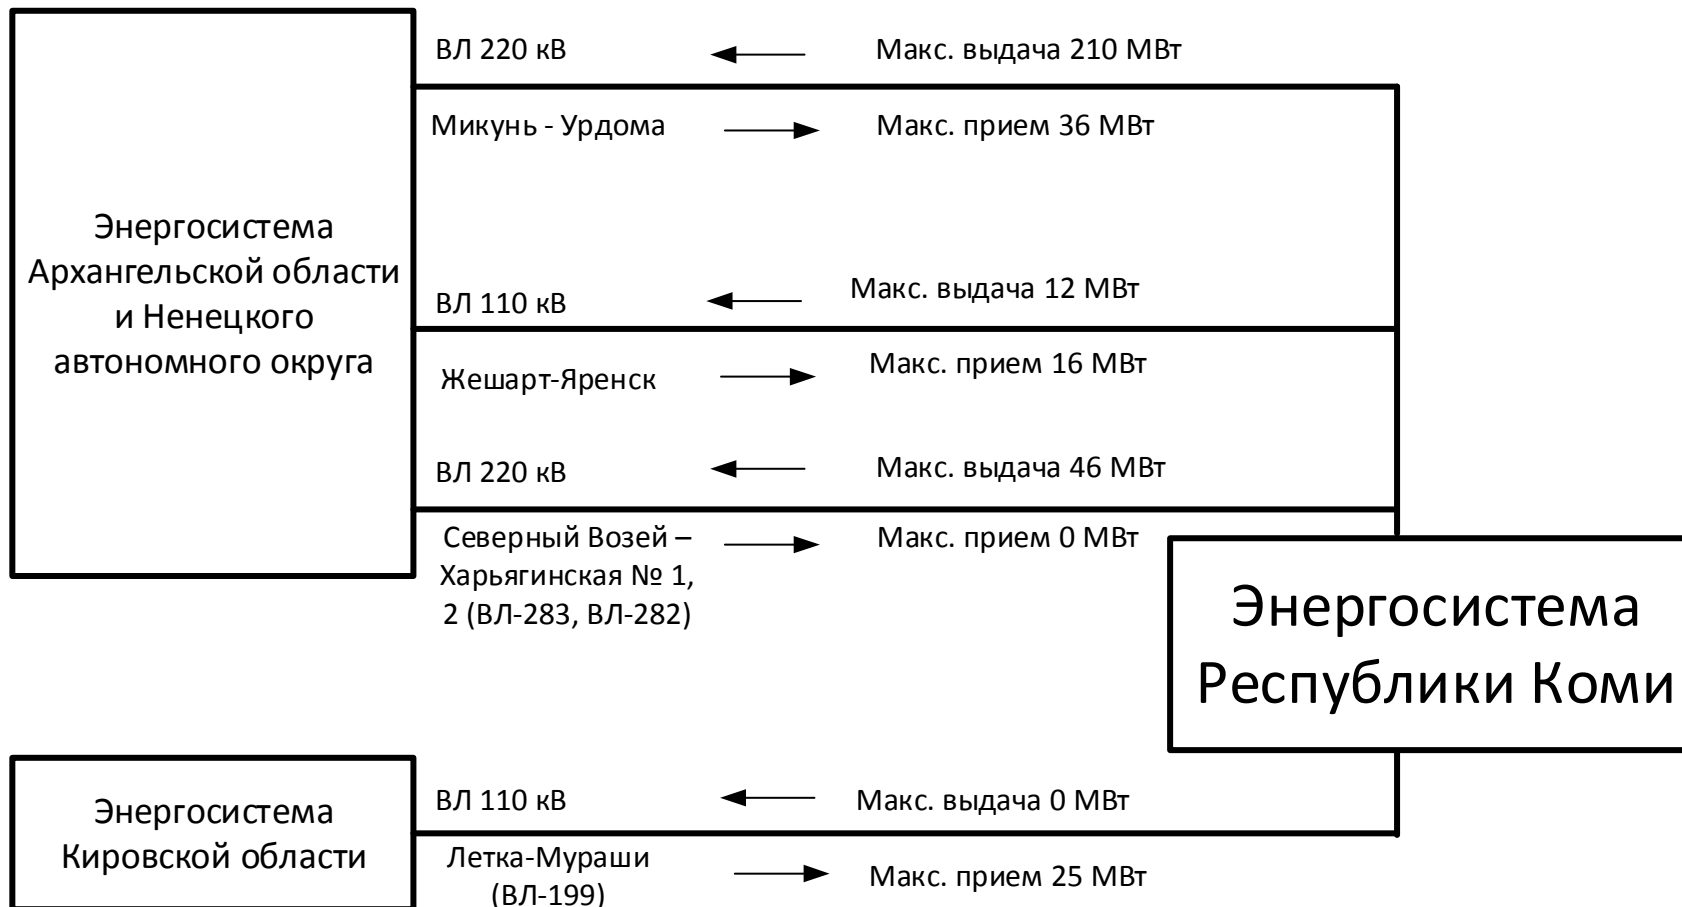 Энергосистема
Архангельской области
и Ненецкого
автономного округа
ВЛ 220 кВ
Макс. выдача 210 МВт
Микунь - Урдома
Макс. прием 36 МВт
ВЛ 110 кВ
Макс. выдача 12 МВт
Жешарт-Яренск
Макс. прием 16 МВт
ВЛ 220 кВ
Макс. выдача 46 МВт
Северный Возей –
Харьягинская № 1,
2 (ВЛ-283, ВЛ-282)
Макс. прием 0 МВт
Энергосистема
Республики Коми
Энергосистема
Кировской области
ВЛ 110 кВ
Макс. выдача 0 МВт
Летка-Мураши
(ВЛ-199)
Макс. прием 25 МВт